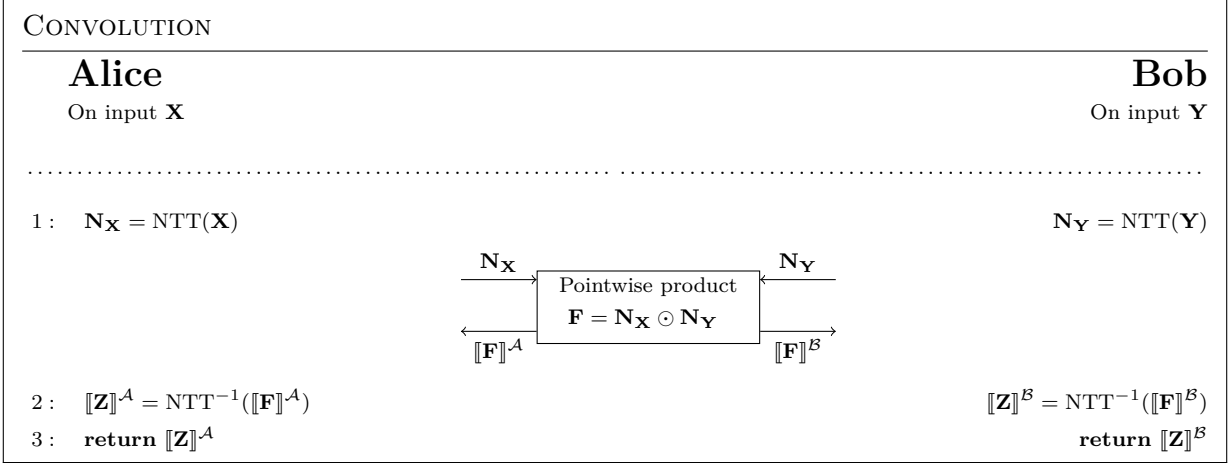 CONVOLUTION
Alice Bob
On input X On input Y
1 : N_X = NTT(X) N_Y = NTT(Y)
N_X N_Y
Pointwise product
F = N_X ⊙ N_Y
⟦F⟧^𝒜 ⟦F⟧^ℬ
2 : ⟦Z⟧^𝒜 = NTT^{-1}(⟦F⟧^𝒜) ⟦Z⟧^ℬ = NTT^{-1}(⟦F⟧^ℬ)
3 : return ⟦Z⟧^𝒜 return ⟦Z⟧^ℬ